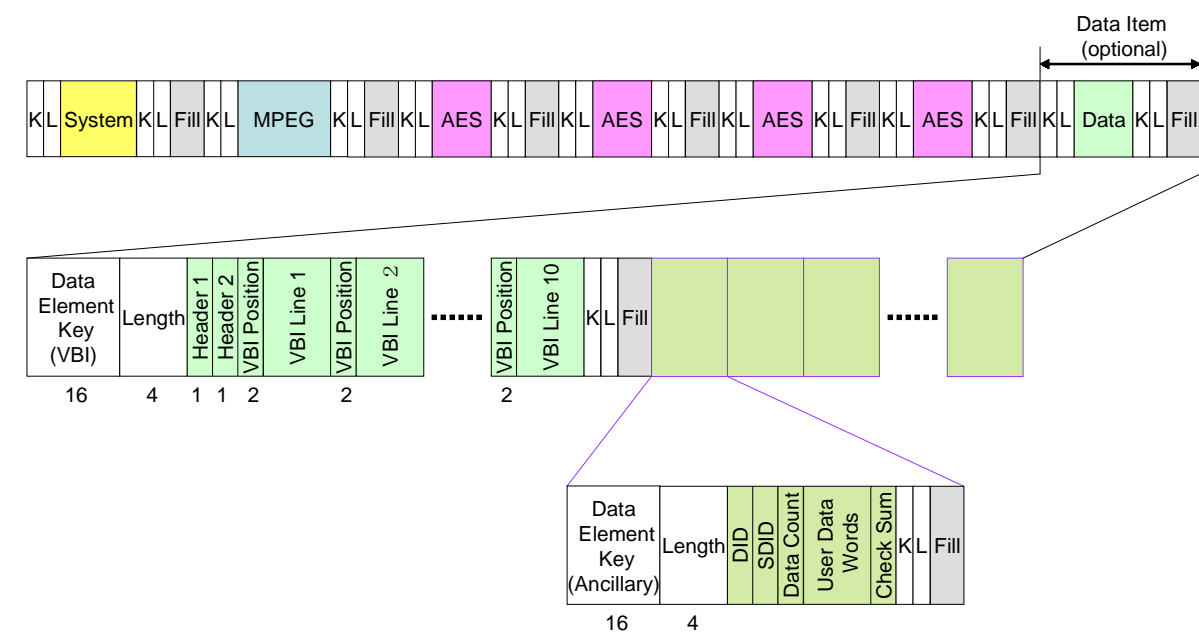 Data Item
(optional)
K L System K L Fill K L MPEG K L Fill K L AES K L Fill K L AES K L Fill K L AES K L Fill K L AES K L Fill K L Data K L Fill
Data
Element
Key
(VBI)
Length
Header 1
Header 2
VBI Position
VBI Line 1
VBI Position
VBI Line 2
......
VBI Position
VBI Line 10
K L Fill
......
16 4 1 1 2 2 2
Data
Element
Key
(Ancillary)
Length
DID
SDID
Data Count
User Data
Words
Check Sum
K L Fill
16 4